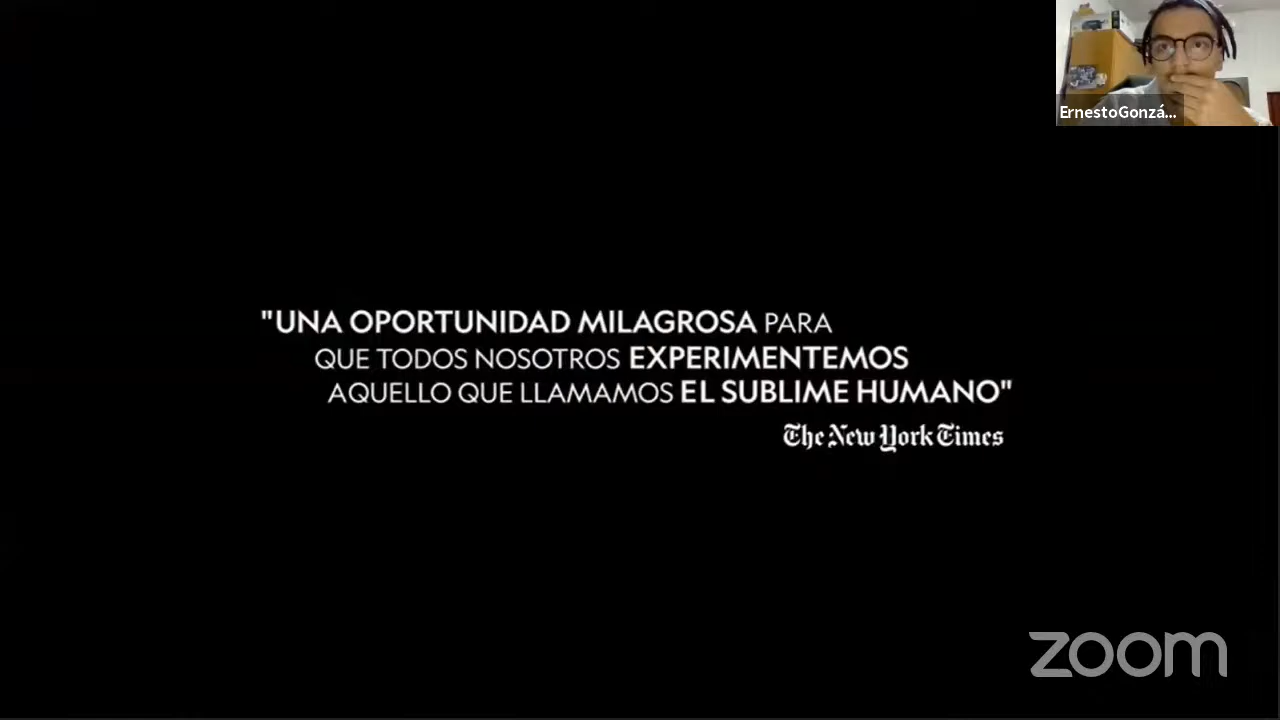 ErnestoGonzá...
"UNA OPORTUNIDAD MILAGROSA PARA
QUE TODOS NOSOTROS EXPERIMENTEMOS
AQUELLO QUE LLAMAMOS EL SUBLIME HUMANO"
The New York Times
zoom